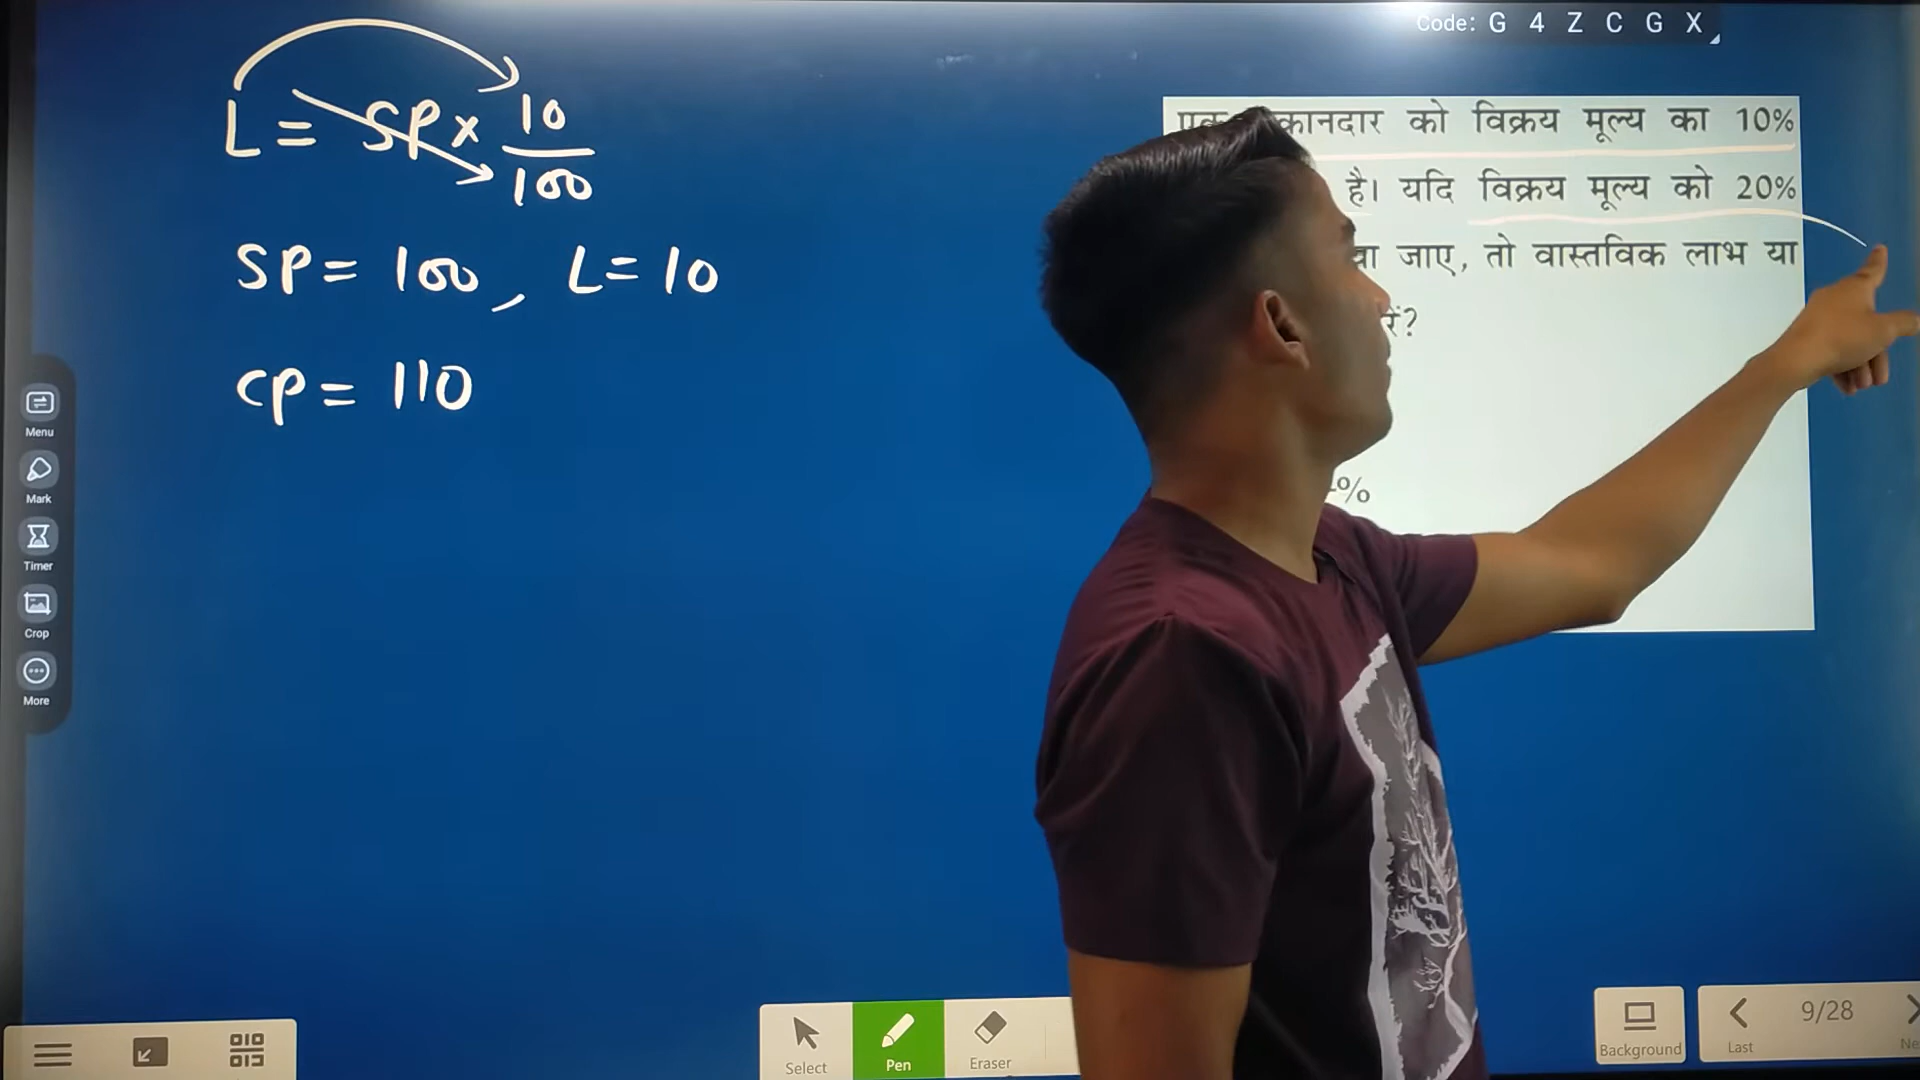 Code: G 4 Z C G X
L = SP x 10/100
SP = 100, L = 10
CP = 110
कानदार को विक्रय मूल्य का 10%
है। यदि विक्रय मूल्य को 20%
जाए, तो वास्तविक लाभ या
?
%
Menu
Mark
Timer
Crop
More
Select
Pen
Eraser
Background
Last
9/28